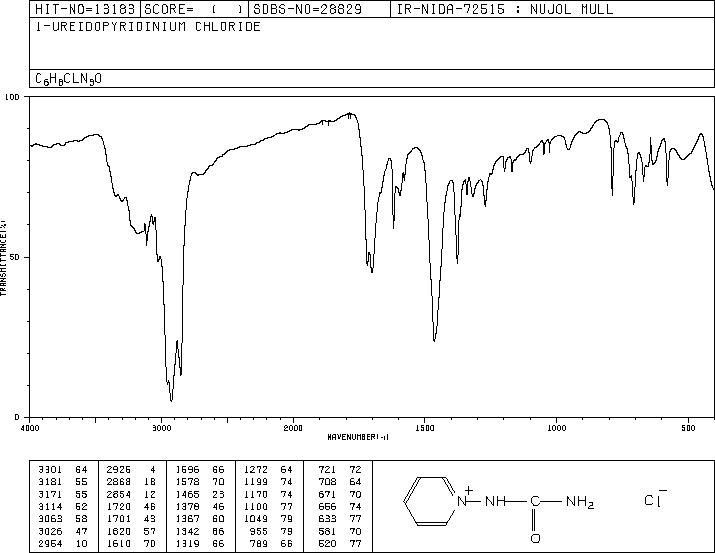 HIT-NO=13183 SCORE= ( ) SDBS-NO=28829 IR-NIDA-72515 : NUJOL MULL
1-UREIDOPYRIDINIUM CHLORIDE
C6H8CLN3O
100
50
0
TRANSMITTANCE(%)
4000 3000 2000 1500 1000 500
WAVENUMBER(-1)
3301 64 2926 4 1696 66 1272 64 721 72
3181 55 2868 18 1578 70 1199 74 708 64
3171 55 2854 12 1465 23 1170 74 671 70
3114 52 1720 46 1378 46 1100 77 656 74
3063 58 1701 43 1367 60 1049 79 633 77
3026 47 1620 57 1342 66 955 79 581 70
2954 10 1610 70 1319 66 789 66 520 77
N+ NH C NH2 Cl−
O